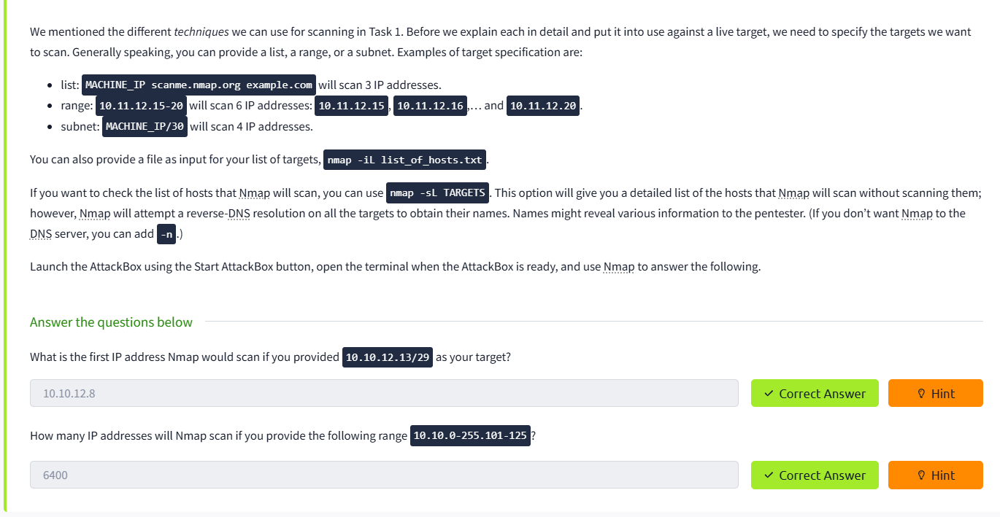 We mentioned the different techniques we can use for scanning in Task 1. Before we explain each in detail and put it into use against a live target, we need to specify the targets we want
to scan. Generally speaking, you can provide a list, a range, or a subnet. Examples of target specification are:
• list: MACHINE_IP scanme.nmap.org example.com will scan 3 IP addresses.
• range: 10.11.12.15-20 will scan 6 IP addresses: 10.11.12.15, 10.11.12.16,… and 10.11.12.20.
• subnet: MACHINE_IP/30 will scan 4 IP addresses.
You can also provide a file as input for your list of targets, nmap -iL list_of_hosts.txt.
If you want to check the list of hosts that Nmap will scan, you can use nmap -sL TARGETS. This option will give you a detailed list of the hosts that Nmap will scan without scanning them;
however, Nmap will attempt a reverse-DNS resolution on all the targets to obtain their names. Names might reveal various information to the pentester. (If you don’t want Nmap to the
DNS server, you can add -n.)
Launch the AttackBox using the Start AttackBox button, open the terminal when the AttackBox is ready, and use Nmap to answer the following.
Answer the questions below
What is the first IP address Nmap would scan if you provided 10.10.12.13/29 as your target?
10.10.12.8 Correct Answer Hint
How many IP addresses will Nmap scan if you provide the following range 10.10.0-255.101-125?
6400 Correct Answer Hint